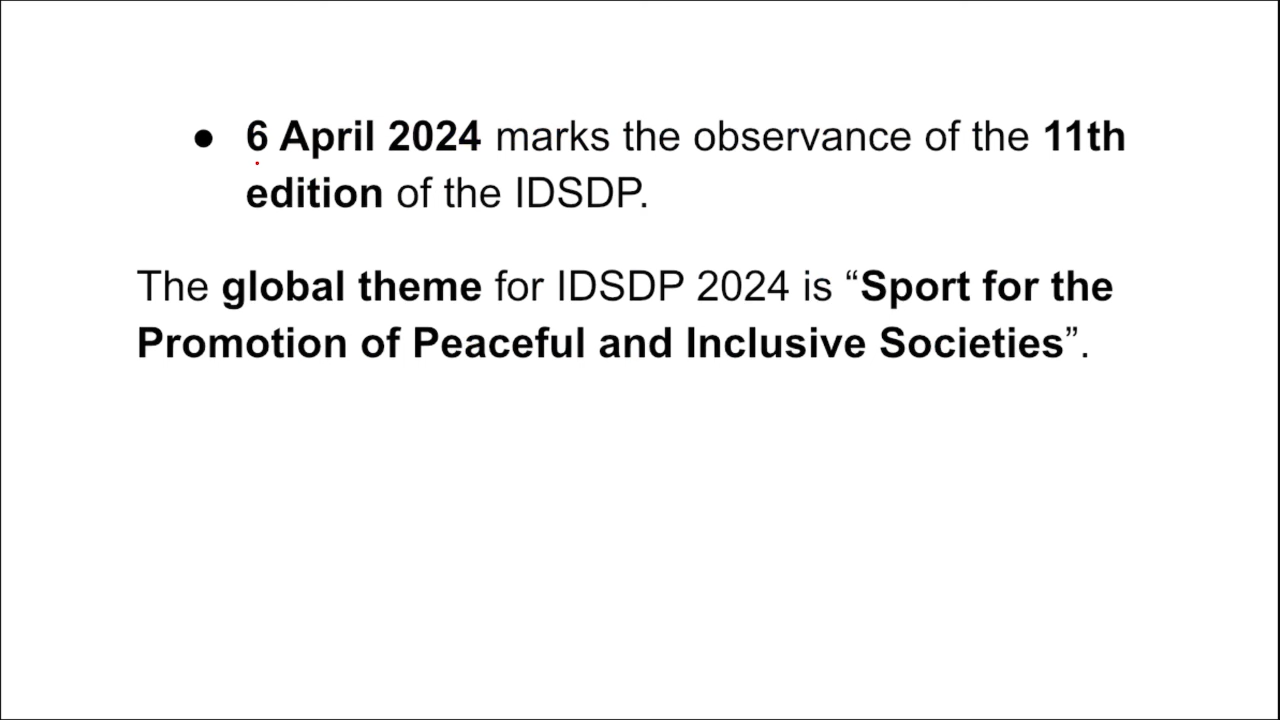 ● 6 April 2024 marks the observance of the 11th
edition of the IDSDP.
The global theme for IDSDP 2024 is “Sport for the
Promotion of Peaceful and Inclusive Societies”.